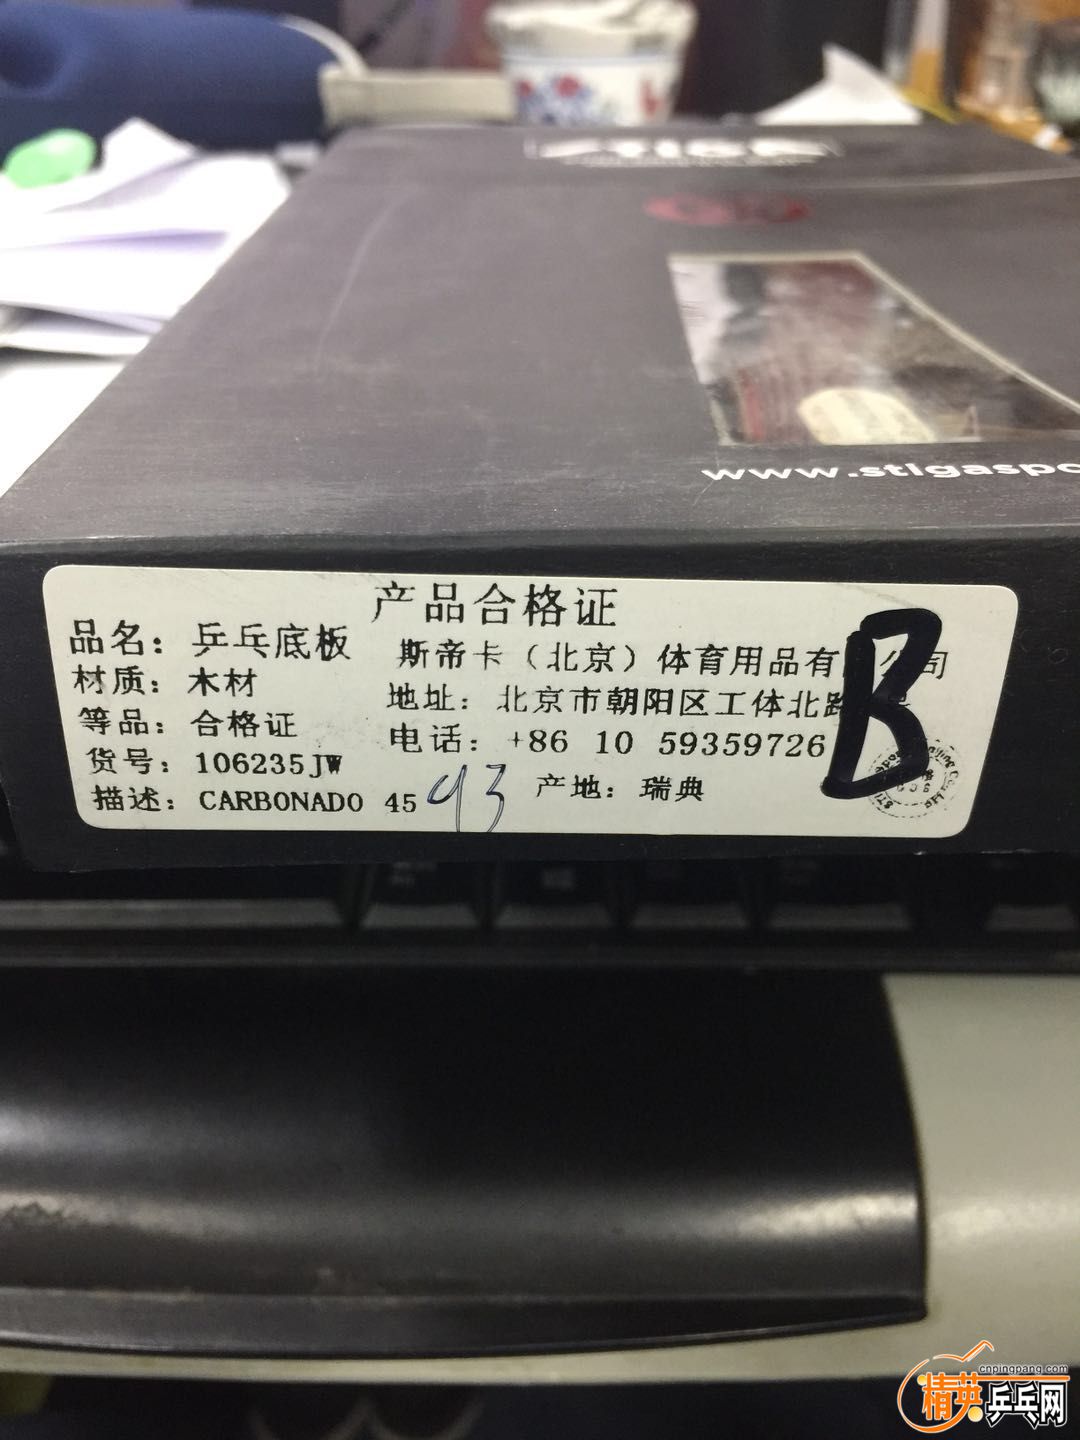 www.stigaspo
产品合格证
品名：乒乓底板
斯帝卡（北京）体育用品有 公司
材质：木材
地址：北京市朝阳区工体北路
等品：合格证
电话：+86 10 59359726
货号：106235JW
产地：瑞典
描述：CARBONADO 45
93
B
cnpingpang.com
精英乒乓网